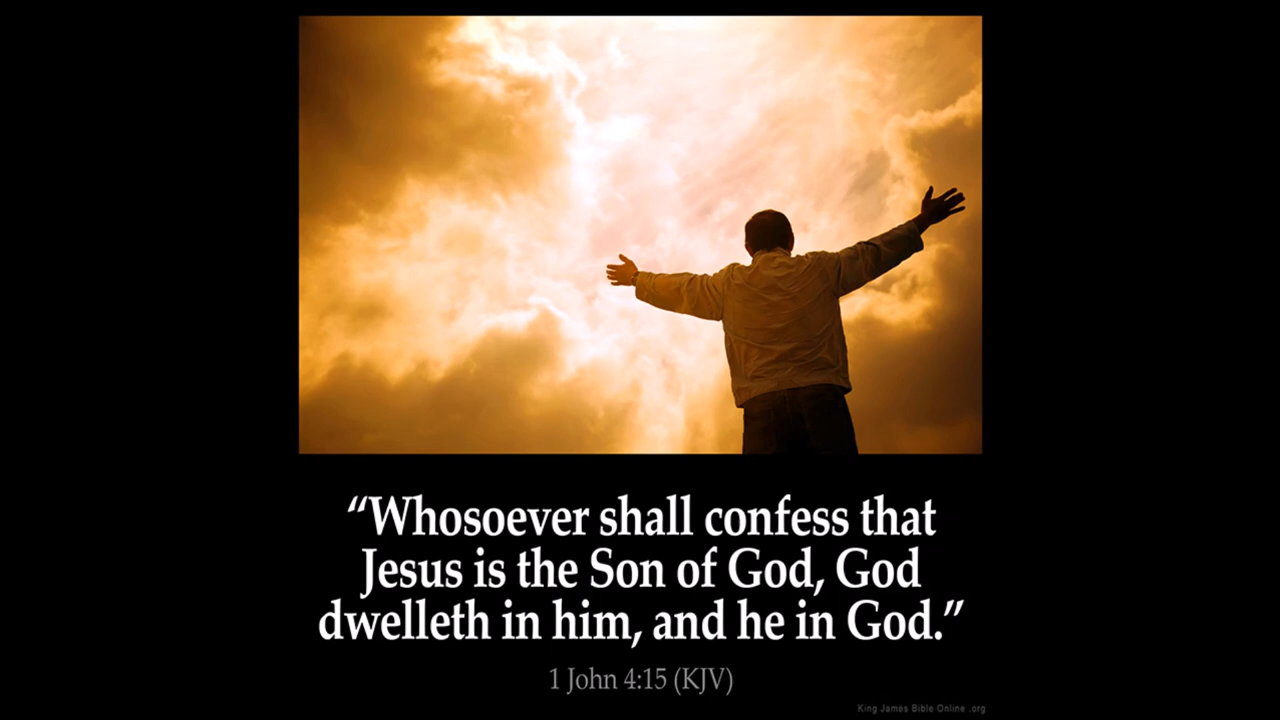 “Whosoever shall confess that
Jesus is the Son of God, God
dwelleth in him, and he in God.”
1 John 4:15 (KJV)
King James Bible Online .org